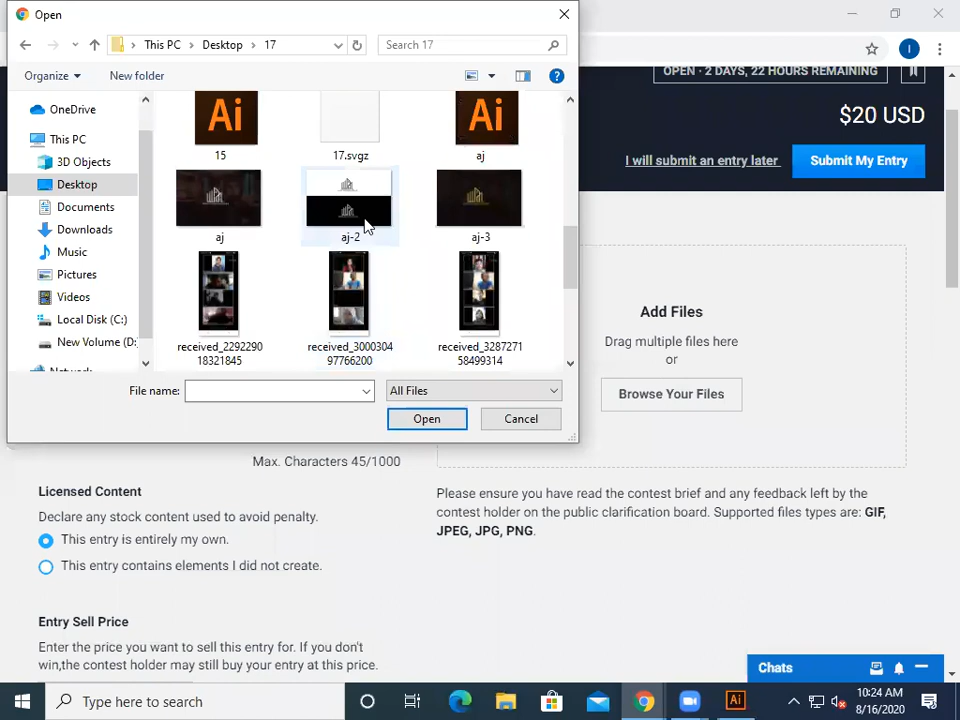 Open
This PC
Desktop
17
Search 17
Organize
New folder
OneDrive
This PC
3D Objects
Desktop
Documents
Downloads
Music
Pictures
Videos
Local Disk (C:)
New Volume (D:
Ai
Ai
15
17.svgz
aj
aj
aj-2
aj-3
received_2292290
18321845
received_3000304
97766200
received_3287271
58499314
File name:
All Files
Open
Cancel
OPEN · 2 DAYS, 22 HOURS REMAINING
$20 USD
I will submit an entry later
Submit My Entry
Add Files
Drag multiple files here
or
Browse Your Files
Max. Characters 45/1000
Please ensure you have read the contest brief and any feedback left by the
contest holder on the public clarification board. Supported files types are: GIF,
JPEG, JPG, PNG.
Licensed Content
Declare any stock content used to avoid penalty.
This entry is entirely my own.
This entry contains elements I did not create.
Entry Sell Price
Enter the price you want to sell this entry for. If you don't
win,the contest holder may still buy your entry at this price.
Chats
Type here to search
Ai
10:24 AM
8/16/2020